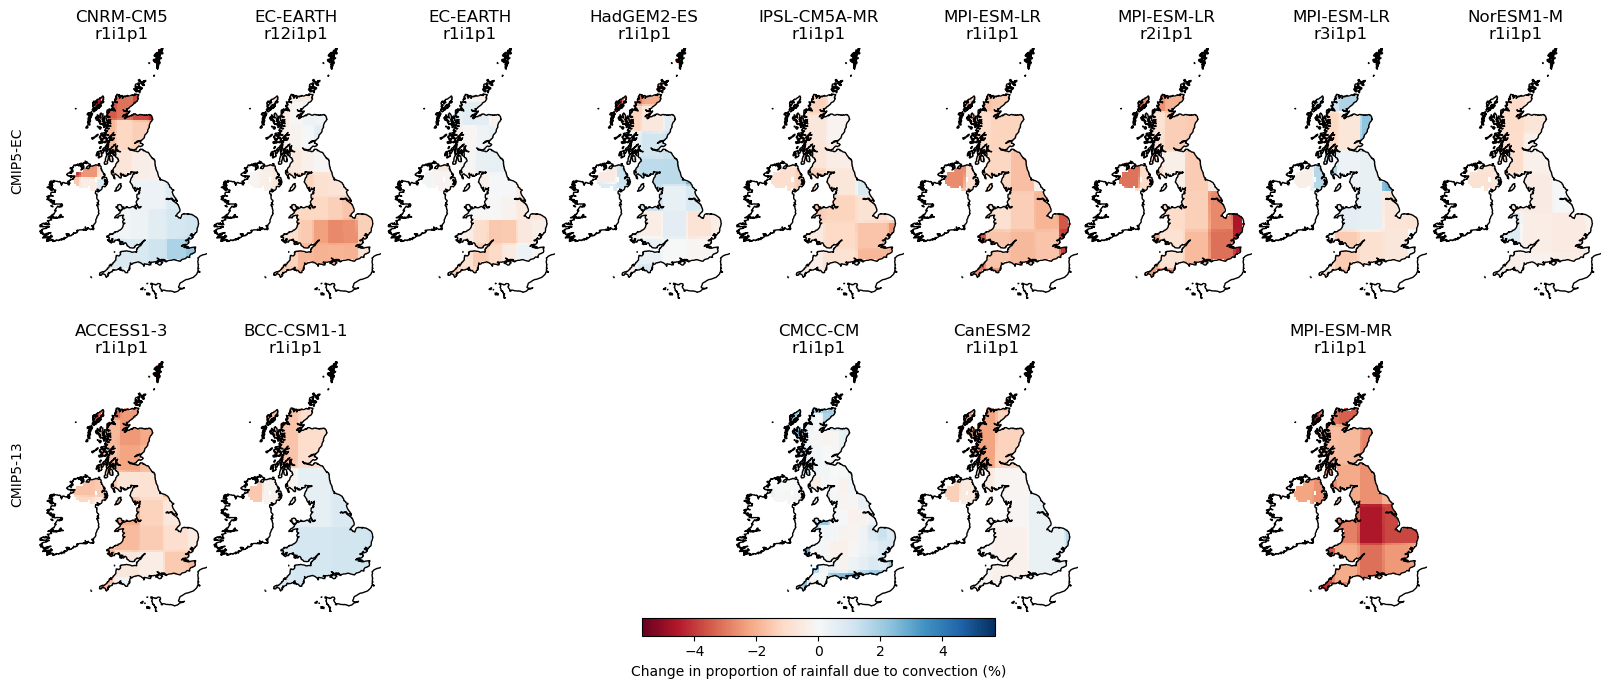 CNRM-CM5
r1i1p1
EC-EARTH
r12i1p1
EC-EARTH
r1i1p1
HadGEM2-ES
r1i1p1
IPSL-CM5A-MR
r1i1p1
MPI-ESM-LR
r1i1p1
MPI-ESM-LR
r2i1p1
MPI-ESM-LR
r3i1p1
NorESM1-M
r1i1p1
CMIP5-EC
ACCESS1-3
r1i1p1
BCC-CSM1-1
r1i1p1
CMCC-CM
r1i1p1
CanESM2
r1i1p1
MPI-ESM-MR
r1i1p1
CMIP5-13
−4 −2 0 2 4
Change in proportion of rainfall due to convection (%)